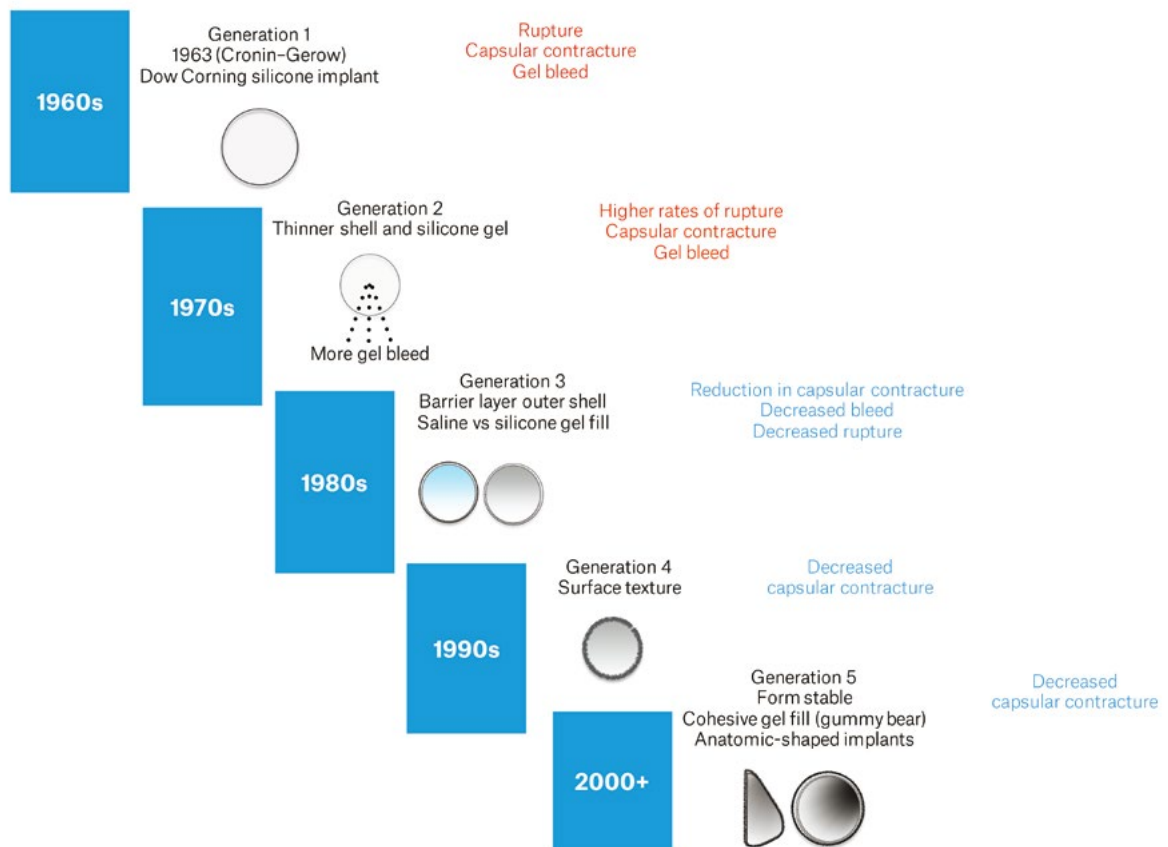 1960s
Generation 1
1963 (Cronin–Gerow)
Dow Corning silicone implant
Rupture
Capsular contracture
Gel bleed
1970s
Generation 2
Thinner shell and silicone gel
More gel bleed
Higher rates of rupture
Capsular contracture
Gel bleed
1980s
Generation 3
Barrier layer outer shell
Saline vs silicone gel fill
Reduction in capsular contracture
Decreased bleed
Decreased rupture
1990s
Generation 4
Surface texture
Decreased
capsular contracture
2000+
Generation 5
Form stable
Cohesive gel fill (gummy bear)
Anatomic-shaped implants
Decreased
capsular contracture